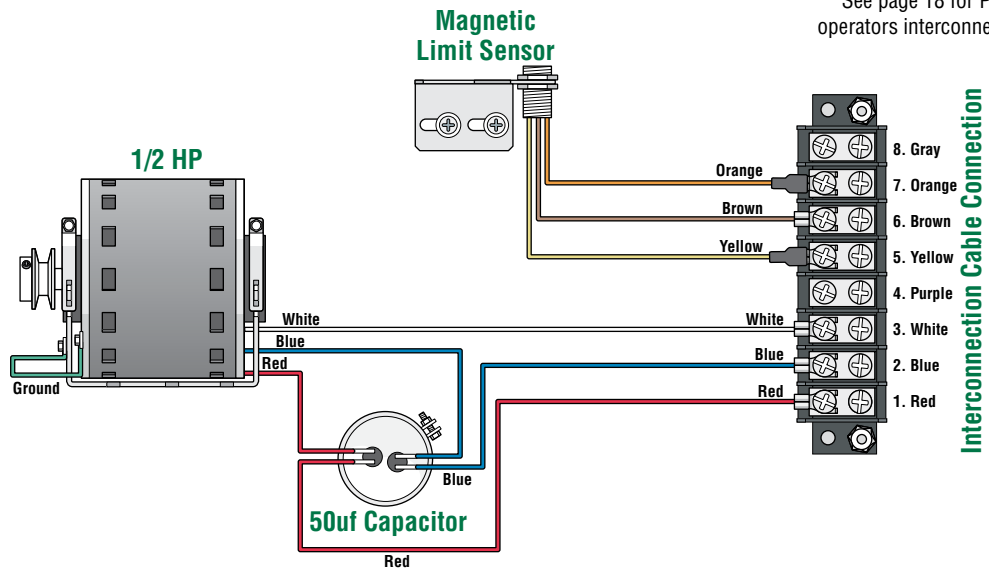 See page 18 for P
operators interconne
Magnetic
Limit Sensor
1/2 HP
Interconnection Cable Connection
8. Gray
Orange
7. Orange
Brown
6. Brown
Yellow
5. Yellow
4. Purple
White
White
3. White
Blue
Blue
2. Blue
Red
Red
1. Red
Ground
Blue
50uf Capacitor
Red